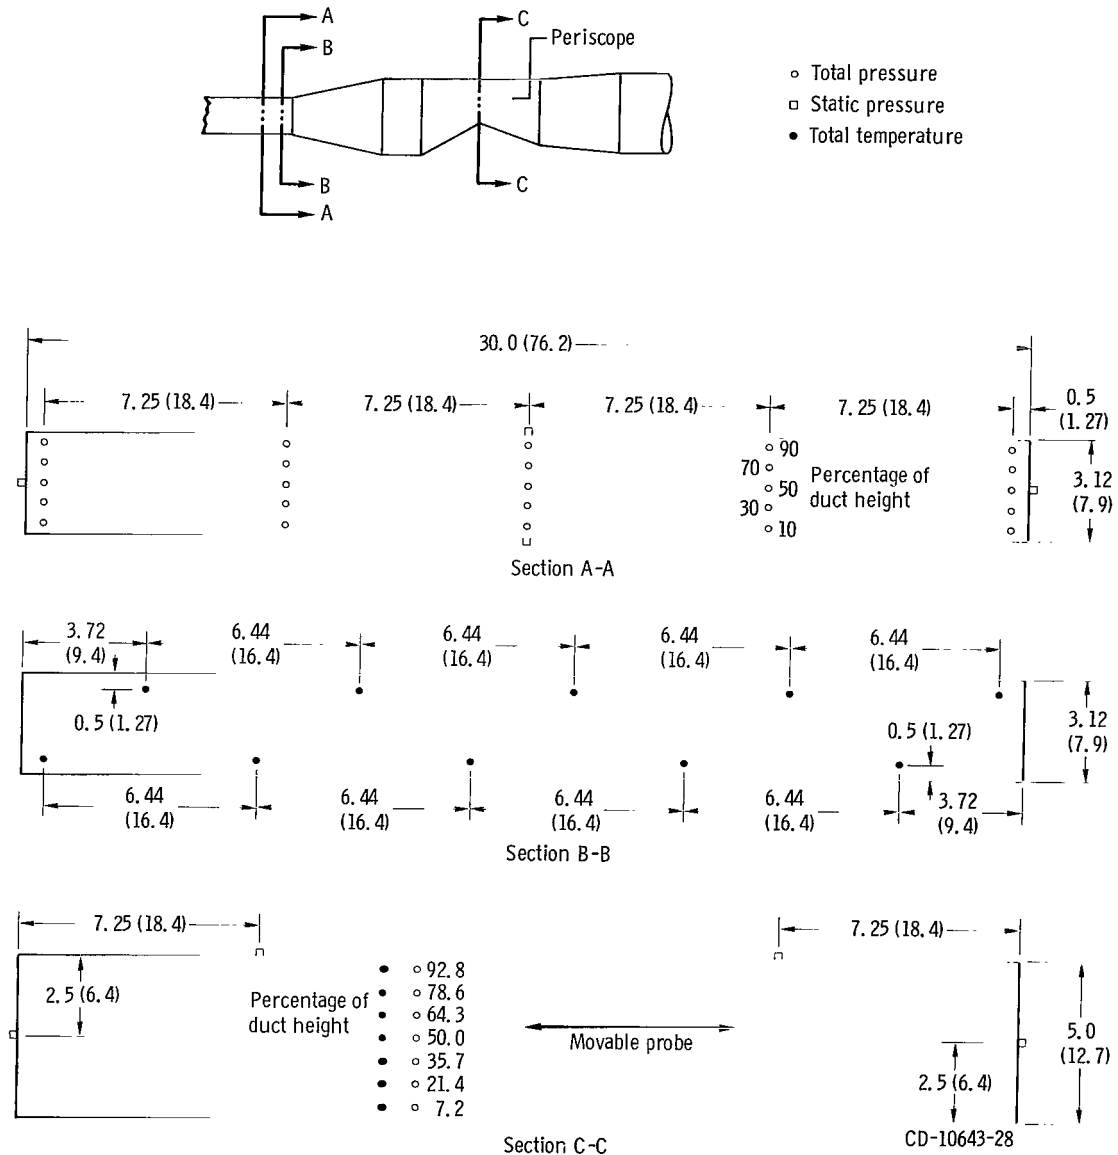 A
C
B
Periscope
Total pressure
Static pressure
Total temperature
B
C
A
30.0 (76.2)
7.25 (18.4)
7.25 (18.4)
7.25 (18.4)
7.25 (18.4)
0.5
(1.27)
90
70
50
30
10
Percentage of
duct height
3.12
(7.9)
Section A-A
3.72
(9.4)
6.44
(16.4)
6.44
(16.4)
6.44
(16.4)
6.44
(16.4)
0.5 (1.27)
0.5 (1.27)
3.12
(7.9)
6.44
(16.4)
6.44
(16.4)
6.44
(16.4)
6.44
(16.4)
3.72
(9.4)
Section B-B
7.25 (18.4)
7.25 (18.4)
2.5 (6.4)
Percentage of
duct height
92.8
78.6
64.3
50.0
35.7
21.4
7.2
Movable probe
5.0
(12.7)
2.5 (6.4)
CD-10643-28
Section C-C